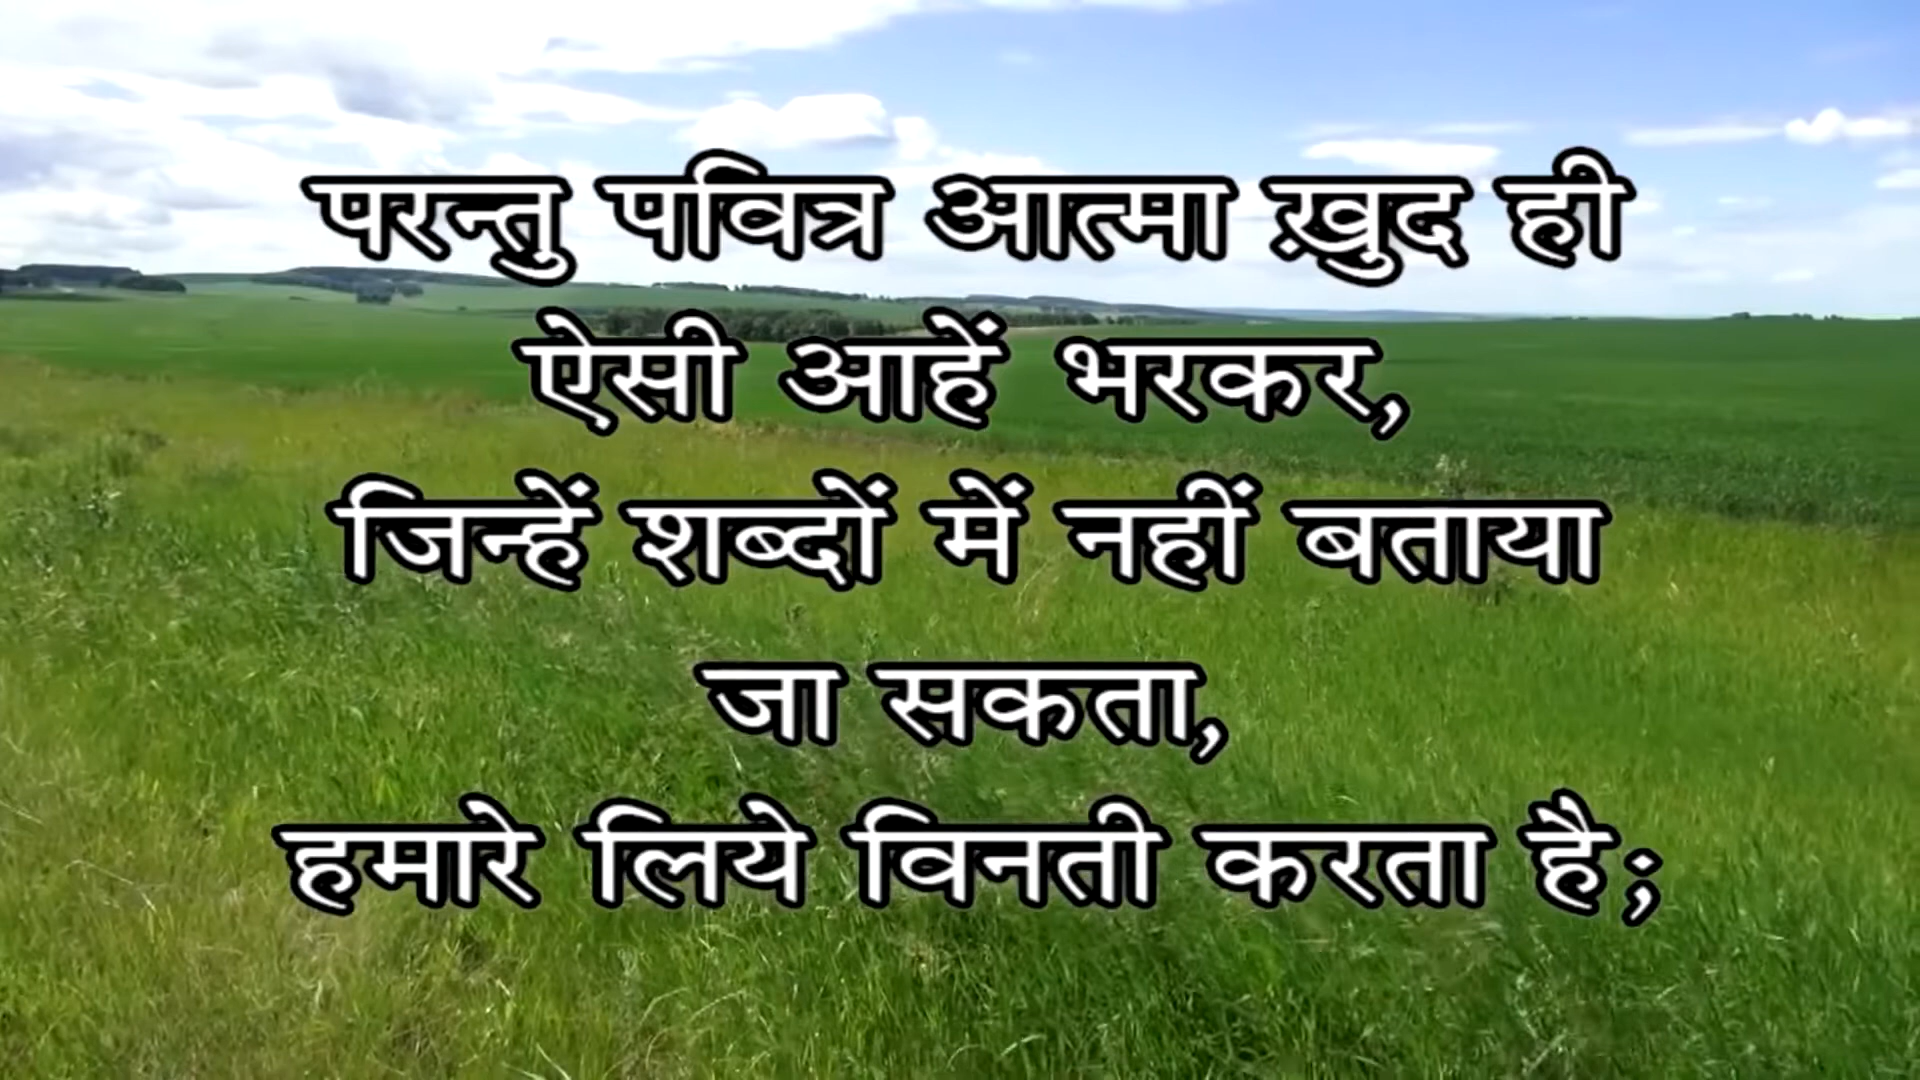 परन्तु पवित्र आत्मा ख़ुद ही
ऐसी आहें भरकर,
जिन्हें शब्दों में नहीं बताया
जा सकता,
हमारे लिये विनती करता है;